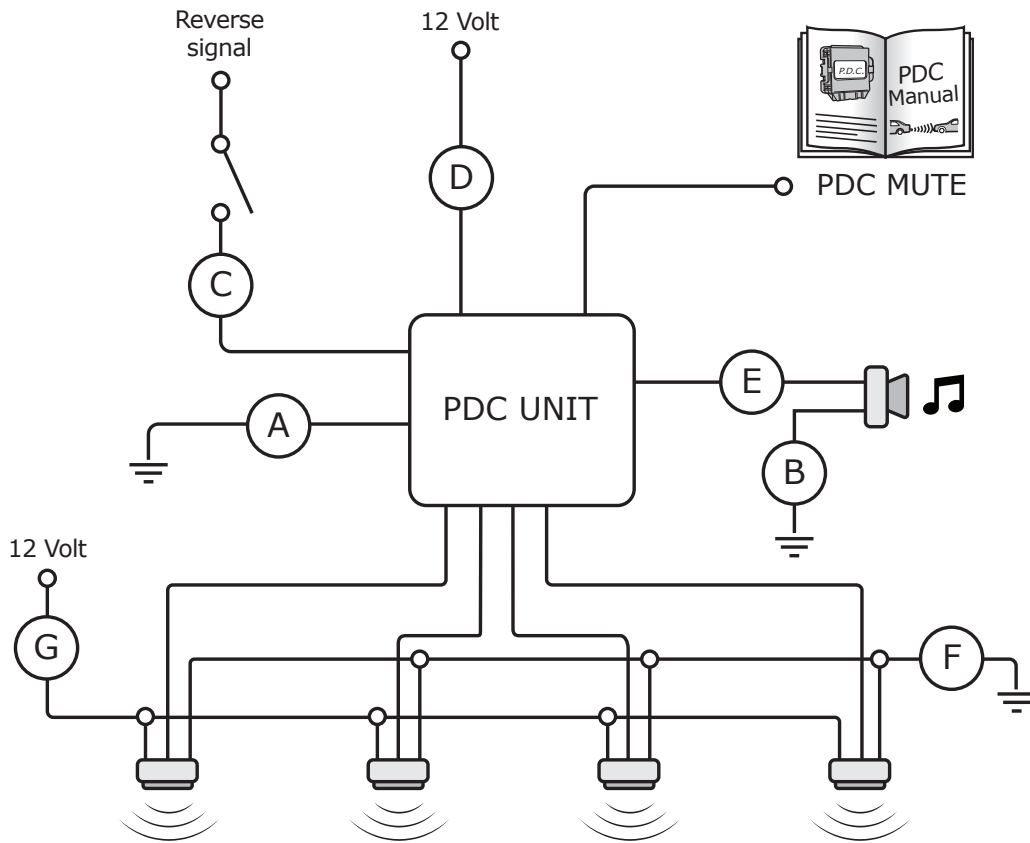 Reverse
signal
12 Volt
P.D.C.
PDC
Manual
D
PDC MUTE
C
E
PDC UNIT
A
B
12 Volt
G
F